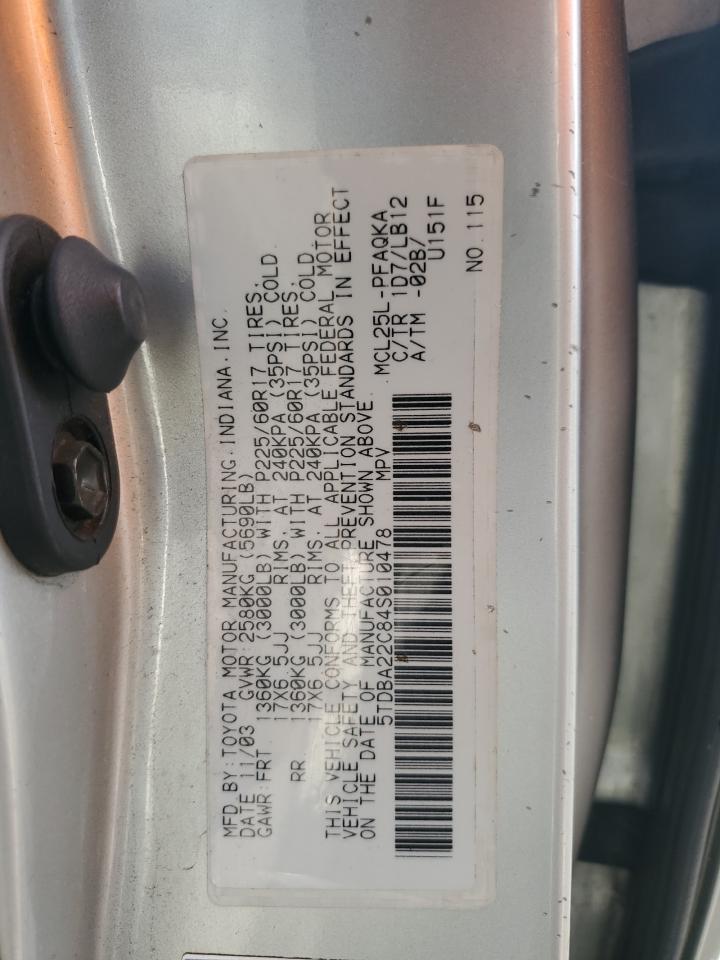 MFD.BY:TOYOTA MOTOR MANUFACTURING.INDIANA.INC.
DATE 11/03 GVWR:2580KG(5690LB)
GAWR:FRT. 1360KG (3000LB) WITH P225/60R17 TIRES,
17X6.5JJ RIMS, AT 240KPA (35PSI) COLD
RR. 1360KG (3000LB) WITH P225/60R17 TIRES,
17X6.5JJ RIMS, AT 240KPA (35PSI) COLD
THIS VEHICLE CONFORMS TO ALL APPLICABLE FEDERAL MOTOR
VEHICLE SAFETY AND THEFT PREVENTION STANDARDS IN EFFECT
ON THE DATE OF MANUFACTURE SHOWN ABOVE.
5TDBA22C84S010478 MPV
MCL25L-PFAQKA
C/TR 1D7/LB12
A/TM -02B/
U151F
NO.115